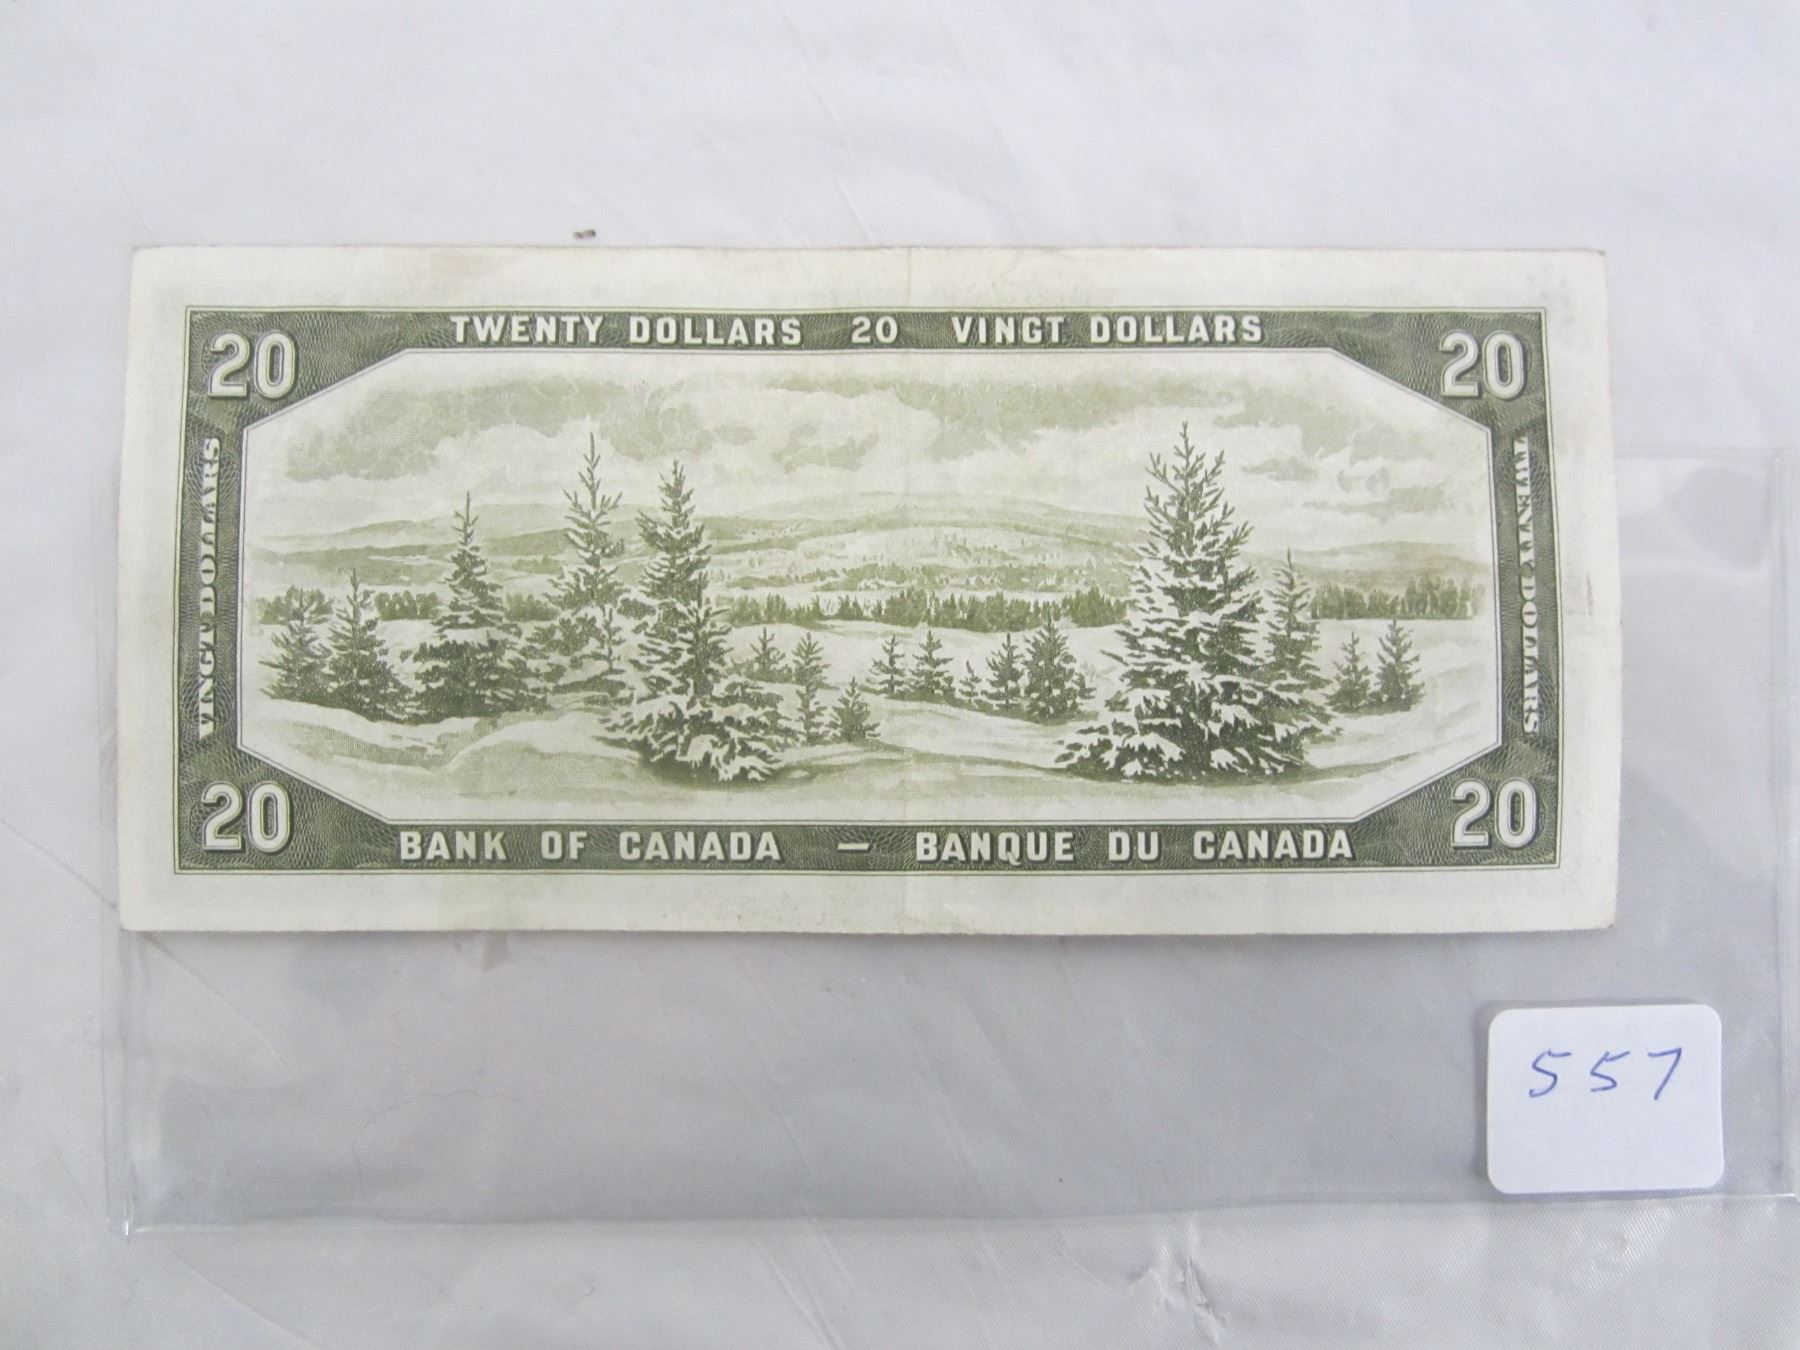 TWENTY DOLLARS 20 VINGT DOLLARS
20
20
VINGT DOLLARS
TWENTY DOLLARS
20
20
BANK OF CANADA — BANQUE DU CANADA
557